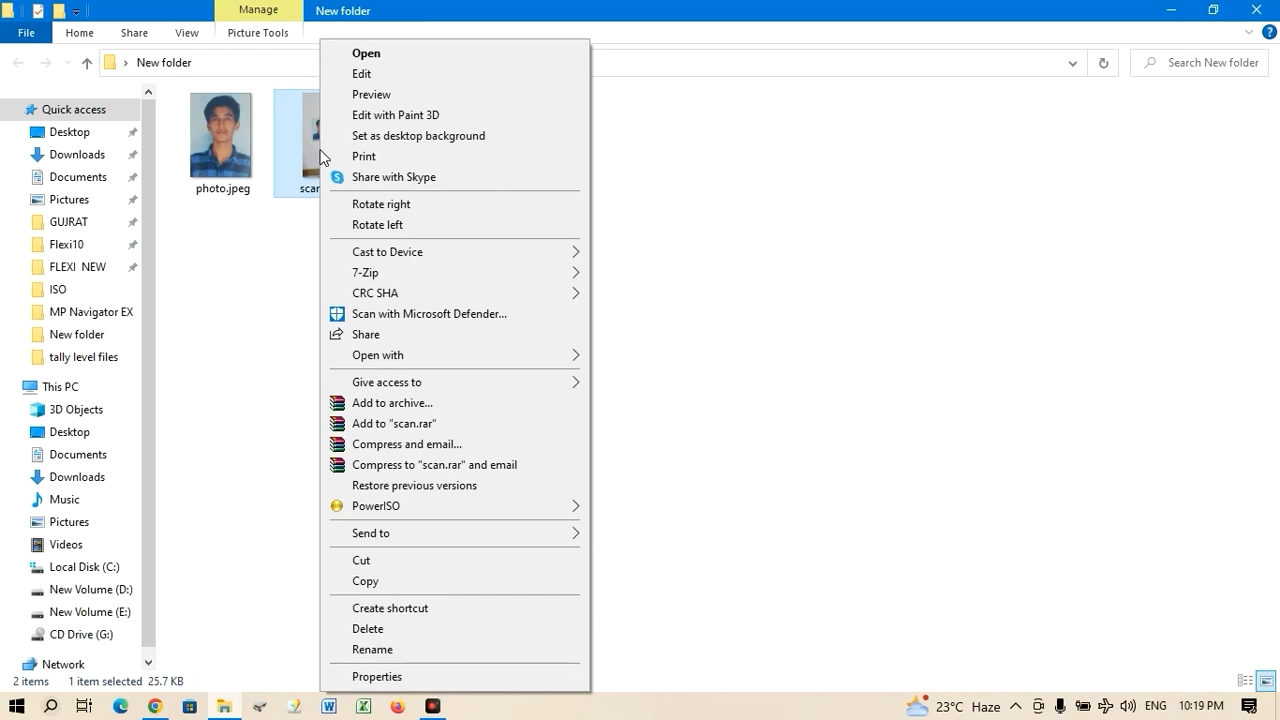 Manage
New folder
File
Home
Share
View
Picture Tools
New folder
Search New folder
Quick access
Desktop
Downloads
Documents
Pictures
GUJRAT
Flexi10
FLEXI NEW
ISO
MP Navigator EX
New folder
tally level files
This PC
3D Objects
Desktop
Documents
Downloads
Music
Pictures
Videos
Local Disk (C:)
New Volume (D:)
New Volume (E:)
CD Drive (G:)
Network
photo.jpeg
scan
Open
Edit
Preview
Edit with Paint 3D
Set as desktop background
Print
Share with Skype
Rotate right
Rotate left
Cast to Device
7-Zip
CRC SHA
Scan with Microsoft Defender...
Share
Open with
Give access to
Add to archive...
Add to "scan.rar"
Compress and email...
Compress to "scan.rar" and email
Restore previous versions
PowerISO
Send to
Cut
Copy
Create shortcut
Delete
Rename
Properties
2 items
1 item selected 25.7 KB
23°C Haze
ENG
10:19 PM